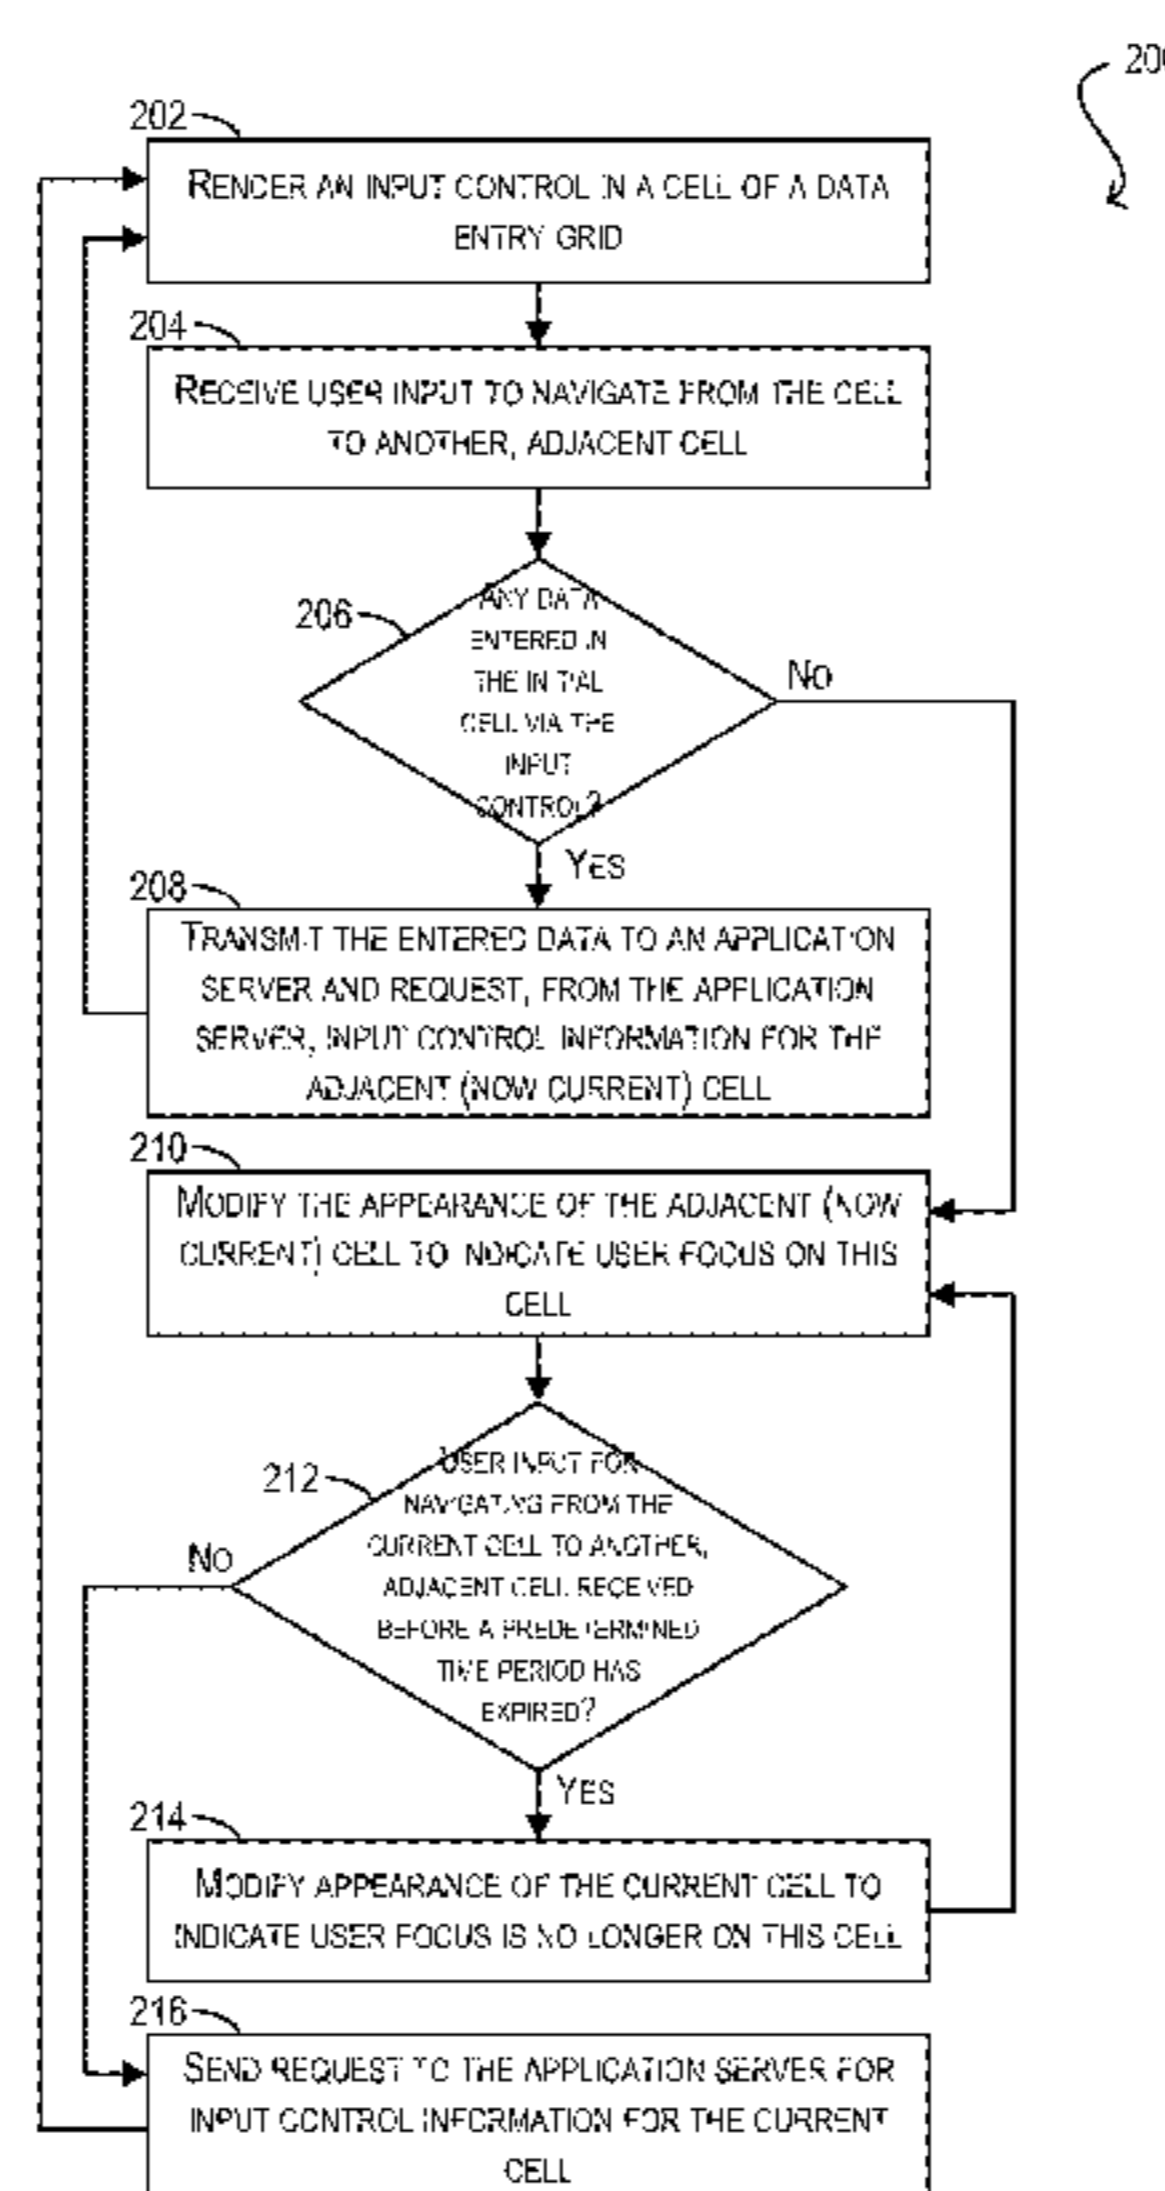 202
RENDER AN INPUT CONTROL IN A CELL OF A DATA
ENTRY GRID
204
RECEIVE USER INPUT TO NAVIGATE FROM THE CELL
TO ANOTHER, ADJACENT CELL
206
ANY DATA
ENTERED IN
THE INITIAL
CELL VIA THE
INPUT
CONTROL?
NO
YES
208
TRANSMIT THE ENTERED DATA TO AN APPLICATION
SERVER AND REQUEST, FROM THE APPLICATION
SERVER, INPUT CONTROL INFORMATION FOR THE
ADJACENT (NOW CURRENT) CELL
210
MODIFY THE APPEARANCE OF THE ADJACENT (NOW
CURRENT) CELL TO INDICATE USER FOCUS ON THIS
CELL
212
USER INPUT FOR
NAVIGATING FROM THE
CURRENT CELL TO ANOTHER,
ADJACENT CELL RECEIVED
BEFORE A PREDETERMINED
TIME PERIOD HAS
EXPIRED?
NO
YES
214
MODIFY APPEARANCE OF THE CURRENT CELL TO
INDICATE USER FOCUS IS NO LONGER ON THIS CELL
216
SEND REQUEST TO THE APPLICATION SERVER FOR
INPUT CONTROL INFORMATION FOR THE CURRENT
CELL